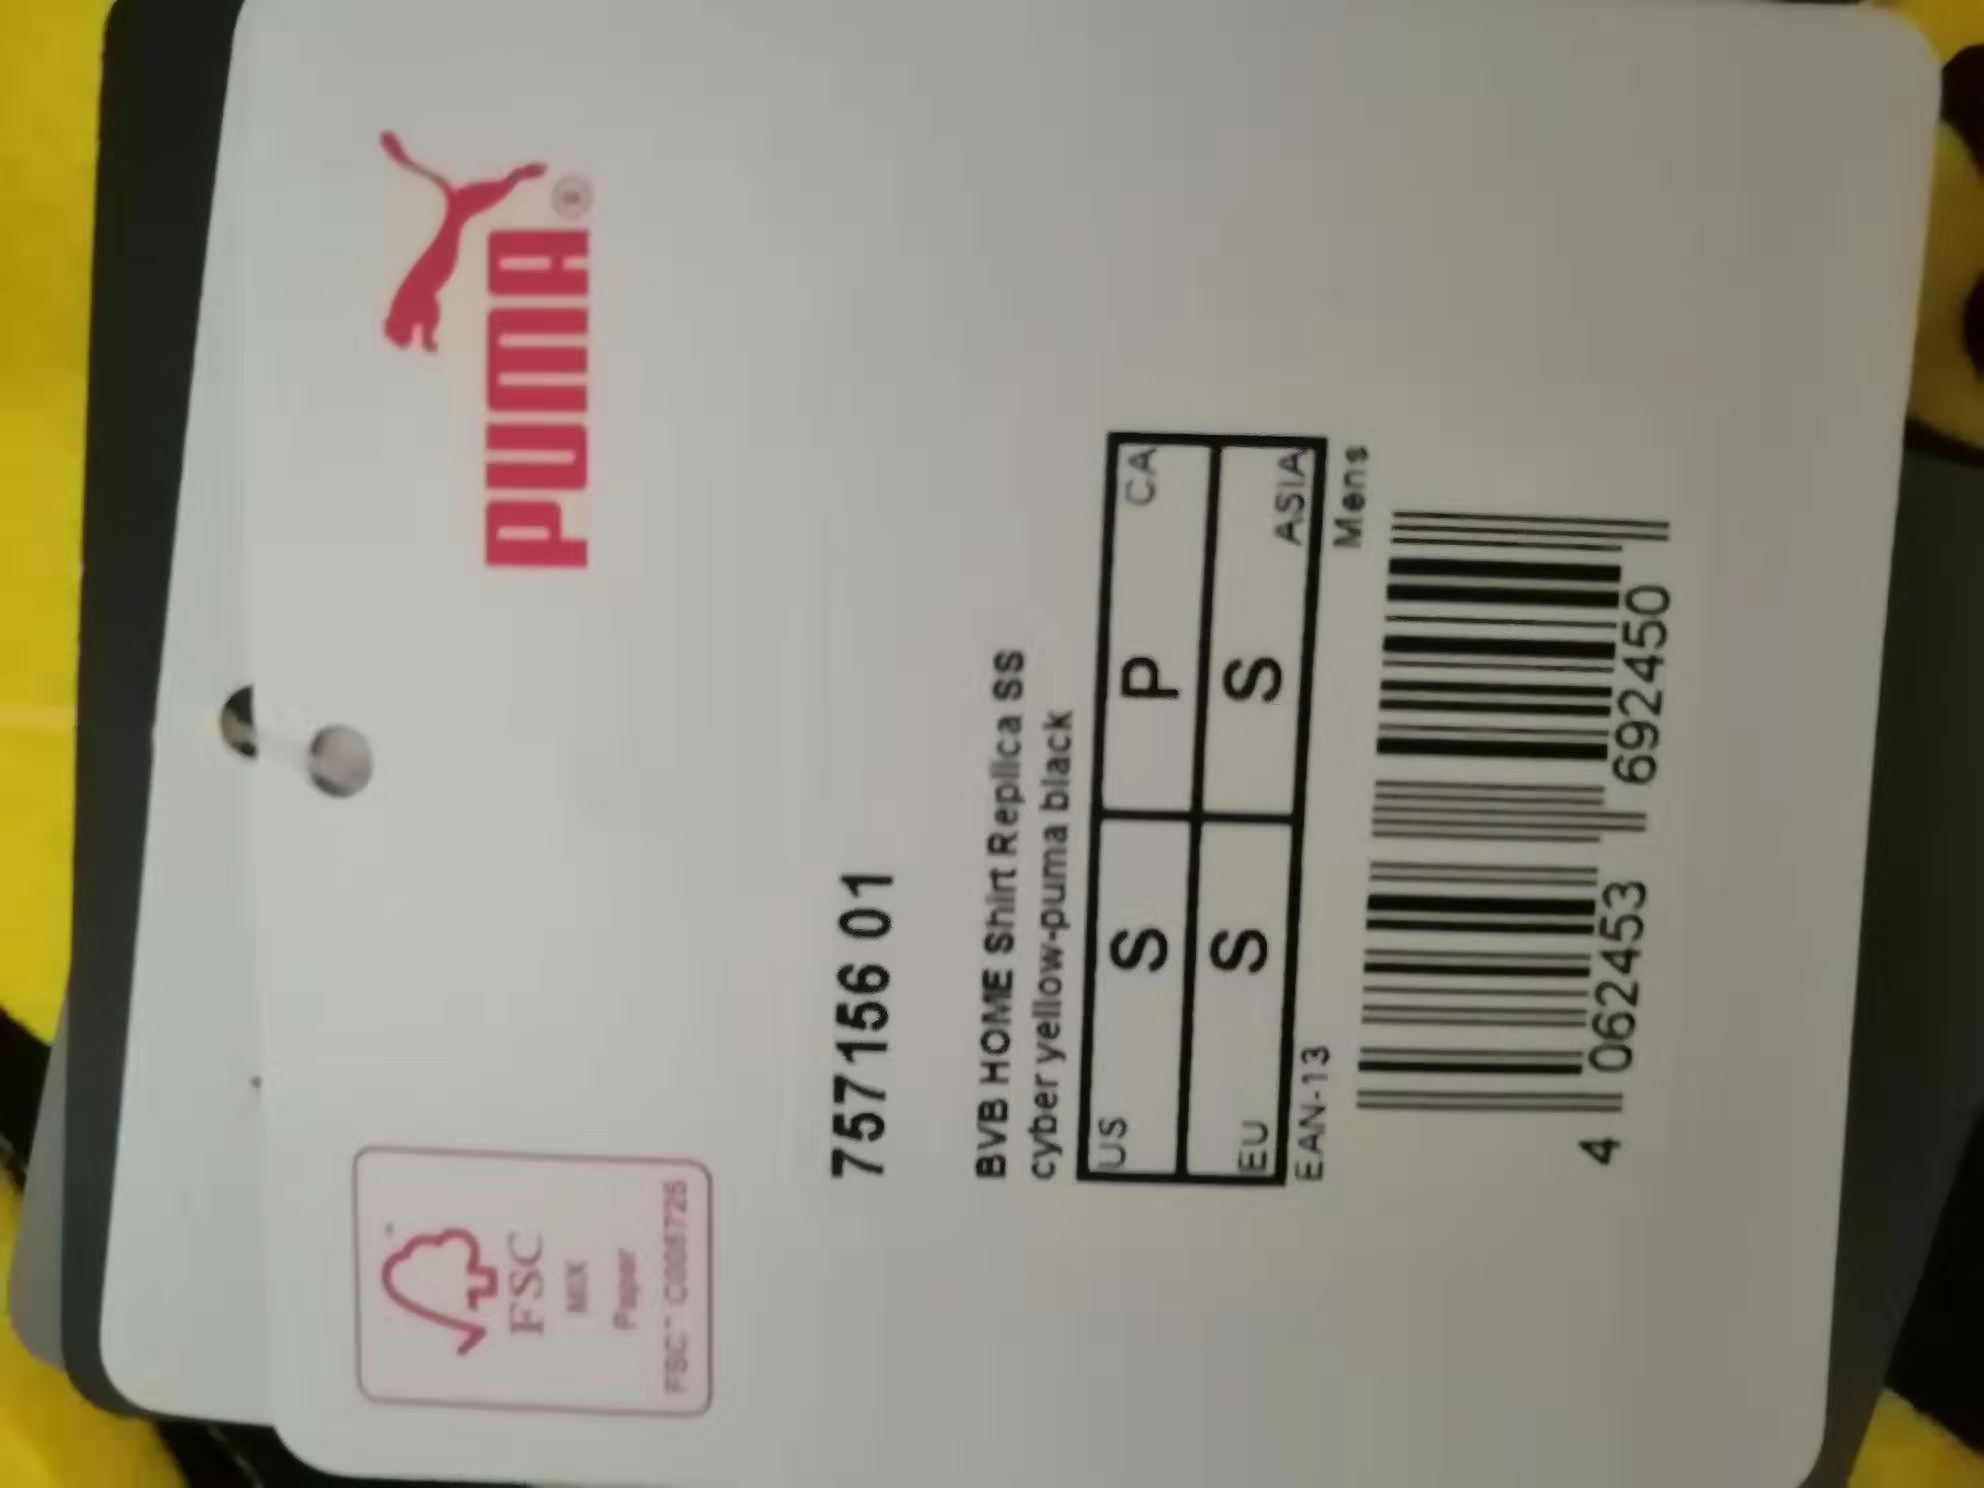 PUMA®
FSC
MIX
Paper
FSC™
757156 01
BVB HOME Shirt Replica SS
cyber yellow-puma black
US S P CA
EU S S ASIA
EAN-13 Mens
4 062453 692450